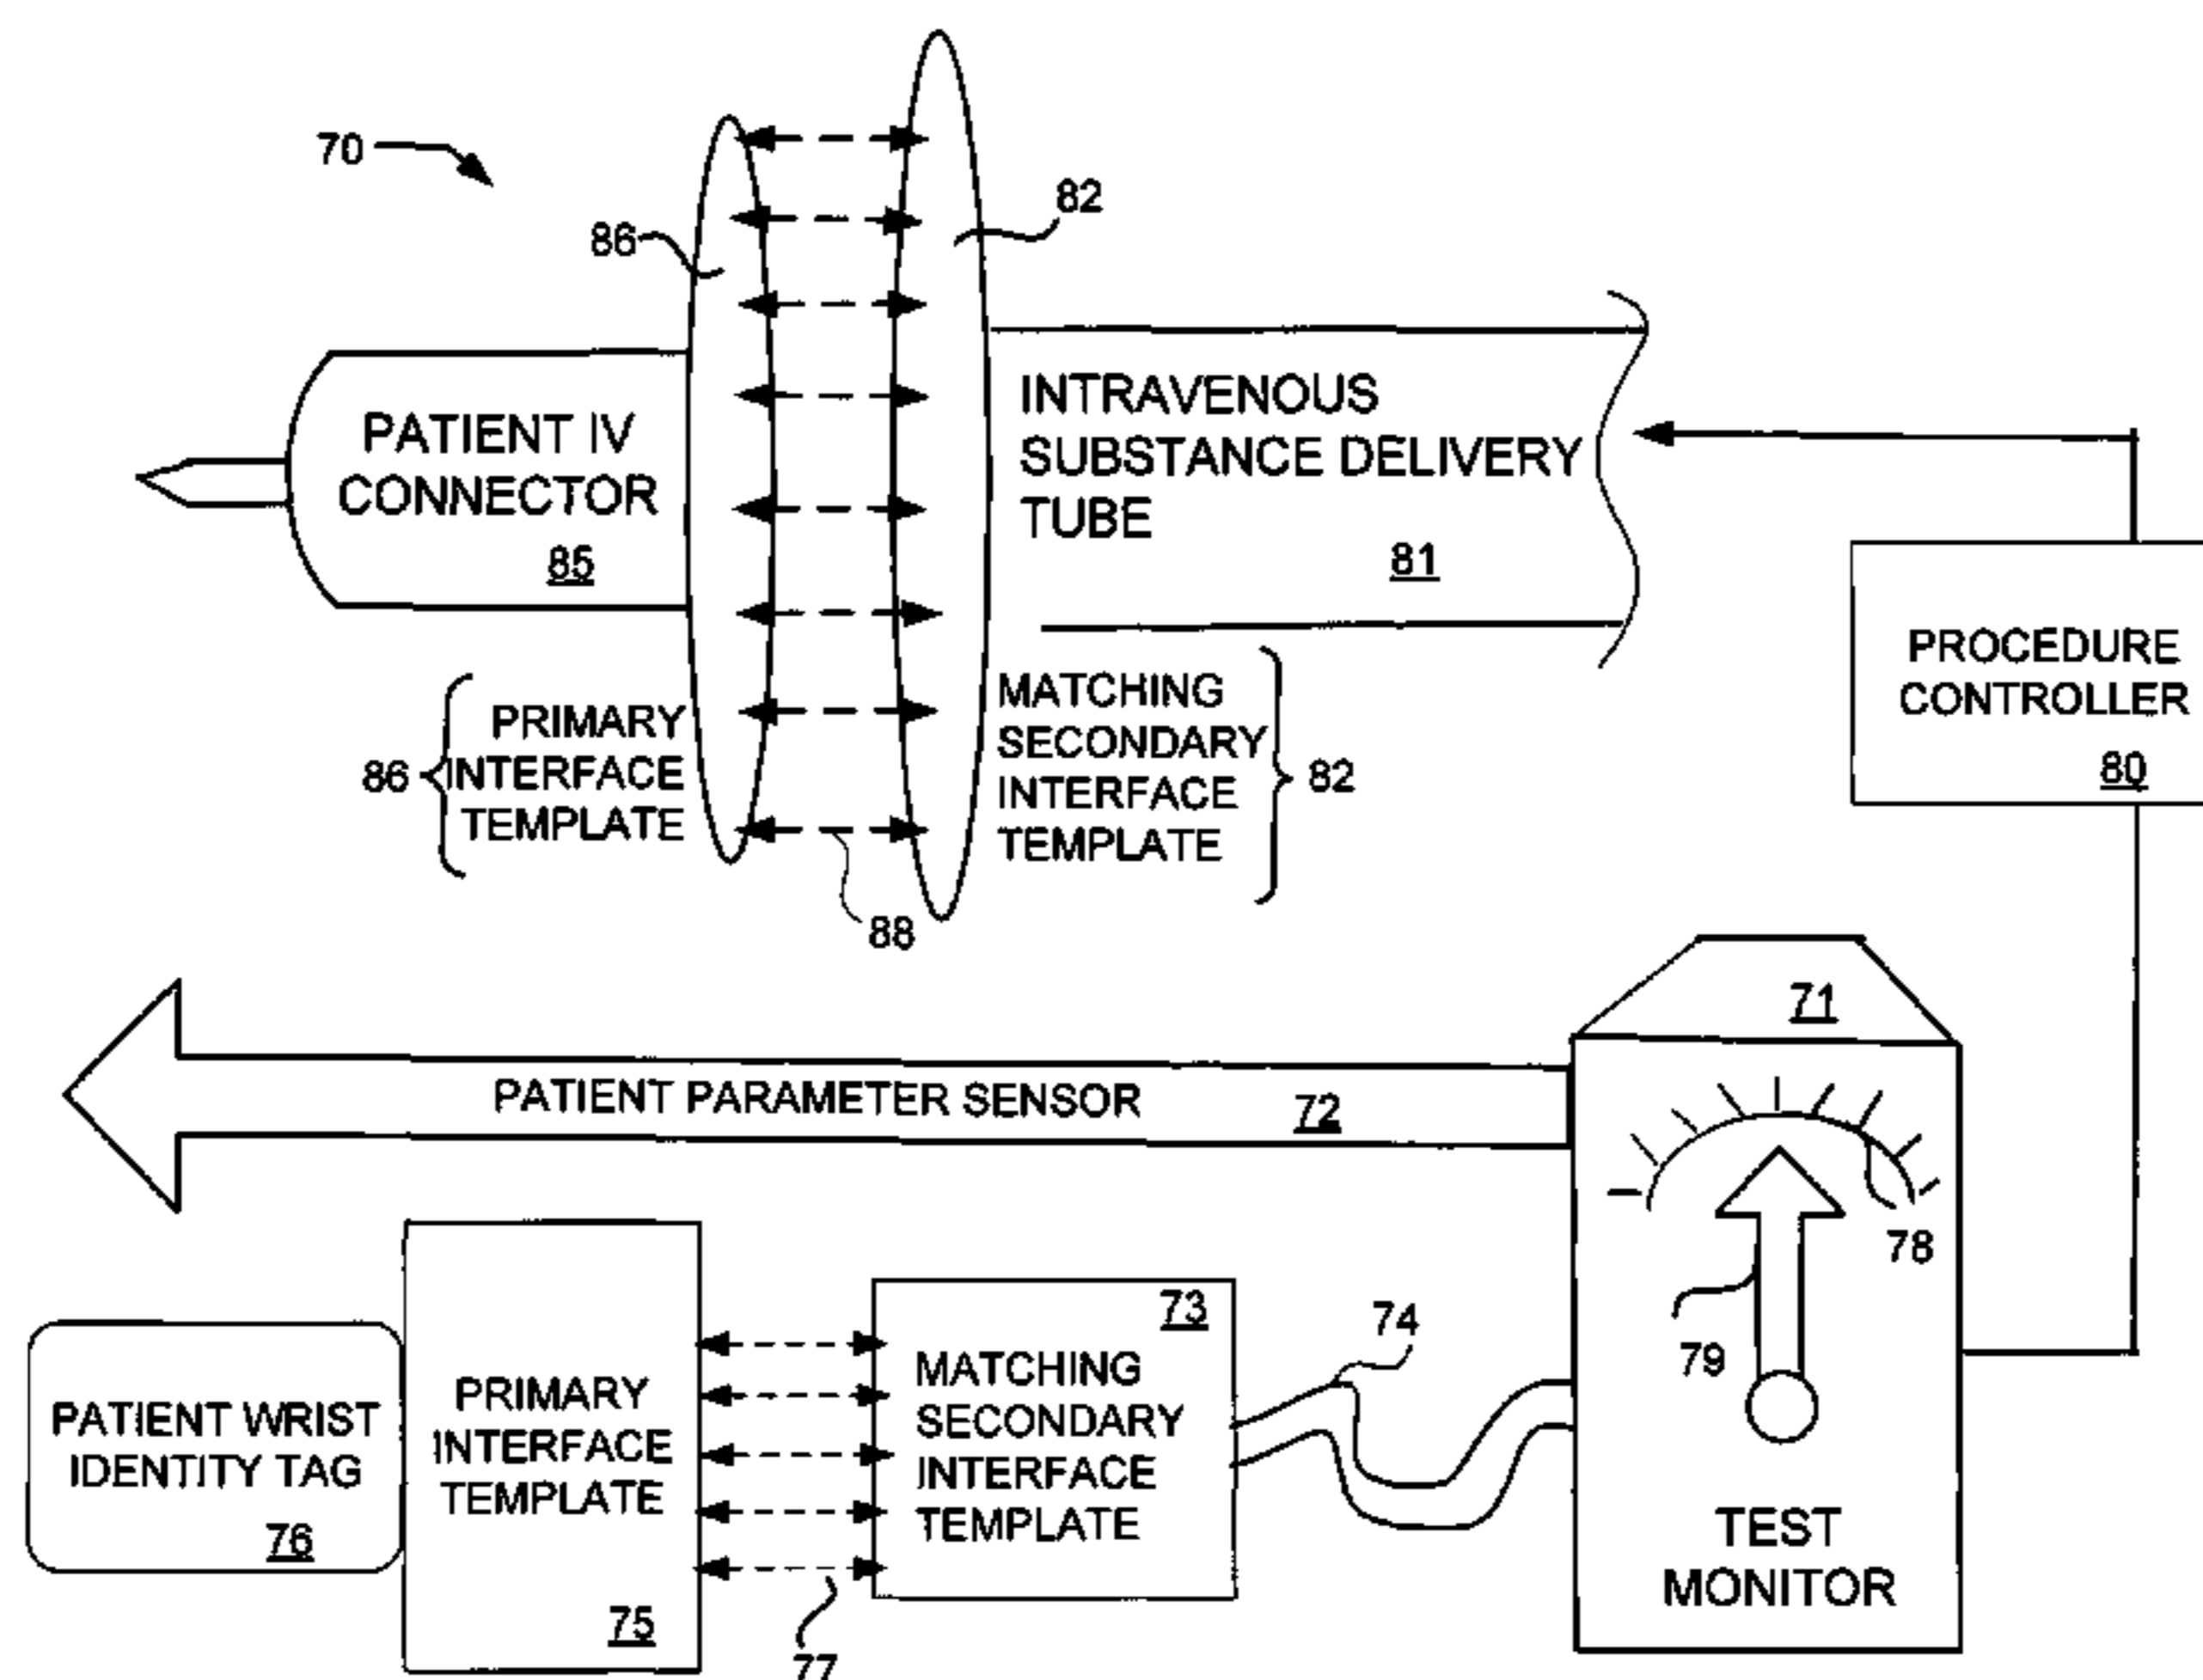 70
86
82
PATIENT IV
CONNECTOR
85
INTRAVENOUS
SUBSTANCE DELIVERY
TUBE
81
PROCEDURE
CONTROLLER
80
86
PRIMARY
INTERFACE
TEMPLATE
MATCHING
SECONDARY
INTERFACE
TEMPLATE
82
88
71
PATIENT PARAMETER SENSOR
72
78
79
TEST
MONITOR
PATIENT WRIST
IDENTITY TAG
76
PRIMARY
INTERFACE
TEMPLATE
75
77
73
MATCHING
SECONDARY
INTERFACE
TEMPLATE
74